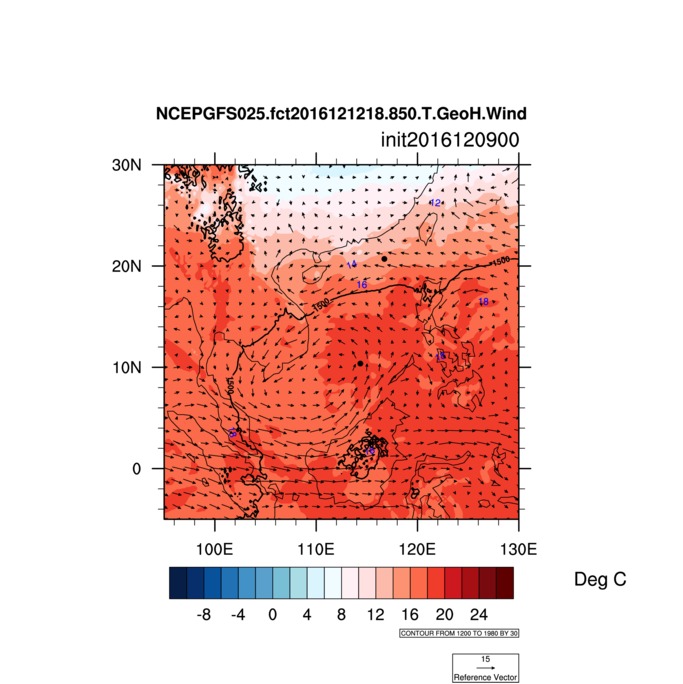 NCEPGFS025.fct2016121218.850.T.GeoH.Wind
init2016120900
30N
12
20N
14
1500
16
1500
18
10N
1500
0
100E 110E 120E 130E
-8 -4 0 4 8 12 16 20 24
Deg C
CONTOUR FROM 1200 TO 1980 BY 30
15
Reference Vector